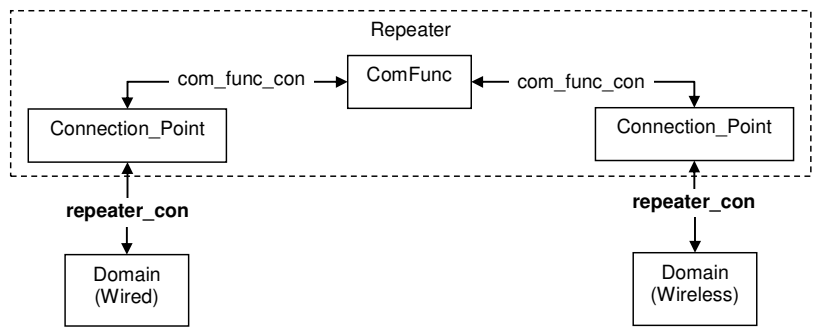 Repeater
com_func_con
ComFunc
com_func_con
Connection_Point
Connection_Point
repeater_con
repeater_con
Domain
(Wired)
Domain
(Wireless)